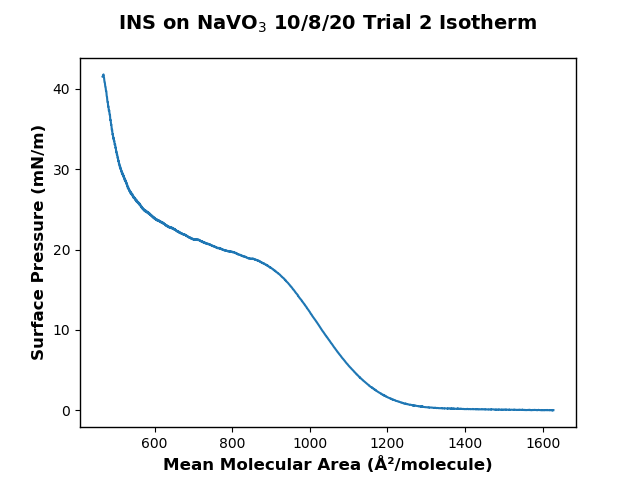 INS on NaVO₃ 10/8/20 Trial 2 Isotherm
Surface Pressure (mN/m)
40
30
20
10
0
600 800 1000 1200 1400 1600
Mean Molecular Area (Å²/molecule)